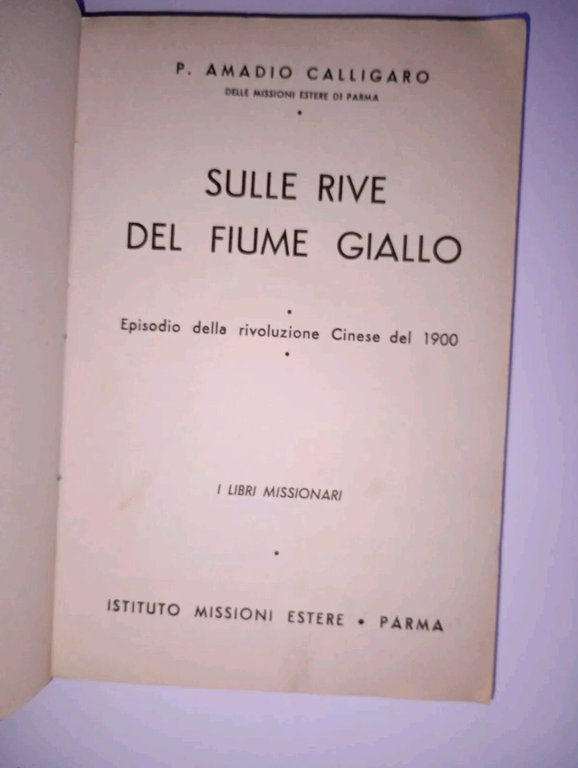 P. AMADIO CALLIGARO
DELLE MISSIONI ESTERE DI PARMA
•
SULLE RIVE
DEL FIUME GIALLO
•
Episodio della rivoluzione Cinese del 1900
•
I LIBRI MISSIONARI
•
ISTITUTO MISSIONI ESTERE • PARMA